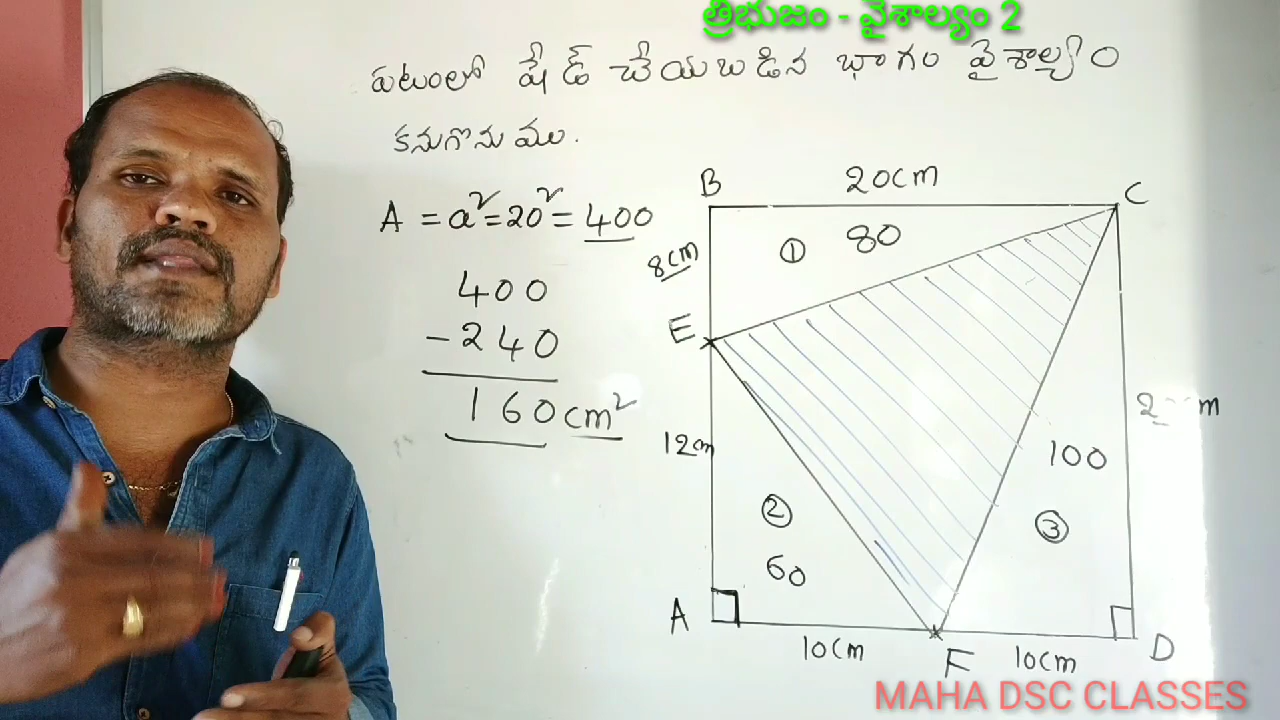 త్రిభుజం - వైశాల్యం 2
పటంలో షేడ్ చేయబడిన భాగం వైశాల్యం
కనుగొనుము.
A = a² = 20² = 400
400
- 240
160 cm²
B 20cm C
8cm
① 80
E
12cm
100
②
60
③
A
10cm
F
10cm
D
MAHA DSC CLASSES